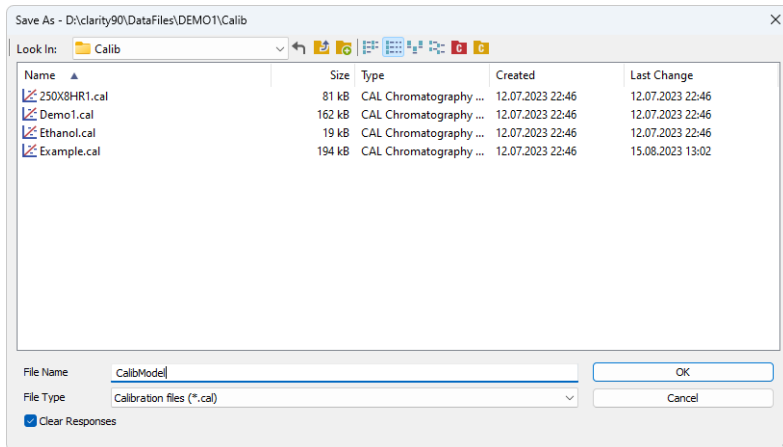 Save As - D:\clarity90\DataFiles\DEMO1\Calib
Look In: Calib
Name Size Type Created Last Change
250X8HR1.cal 81 kB CAL Chromatography ... 12.07.2023 22:46 12.07.2023 22:46
Demo1.cal 162 kB CAL Chromatography ... 12.07.2023 22:46 12.07.2023 22:46
Ethanol.cal 19 kB CAL Chromatography ... 12.07.2023 22:46 12.07.2023 22:46
Example.cal 194 kB CAL Chromatography ... 12.07.2023 22:46 15.08.2023 13:02
File Name CalibModel OK
File Type Calibration files (*.cal) Cancel
Clear Responses